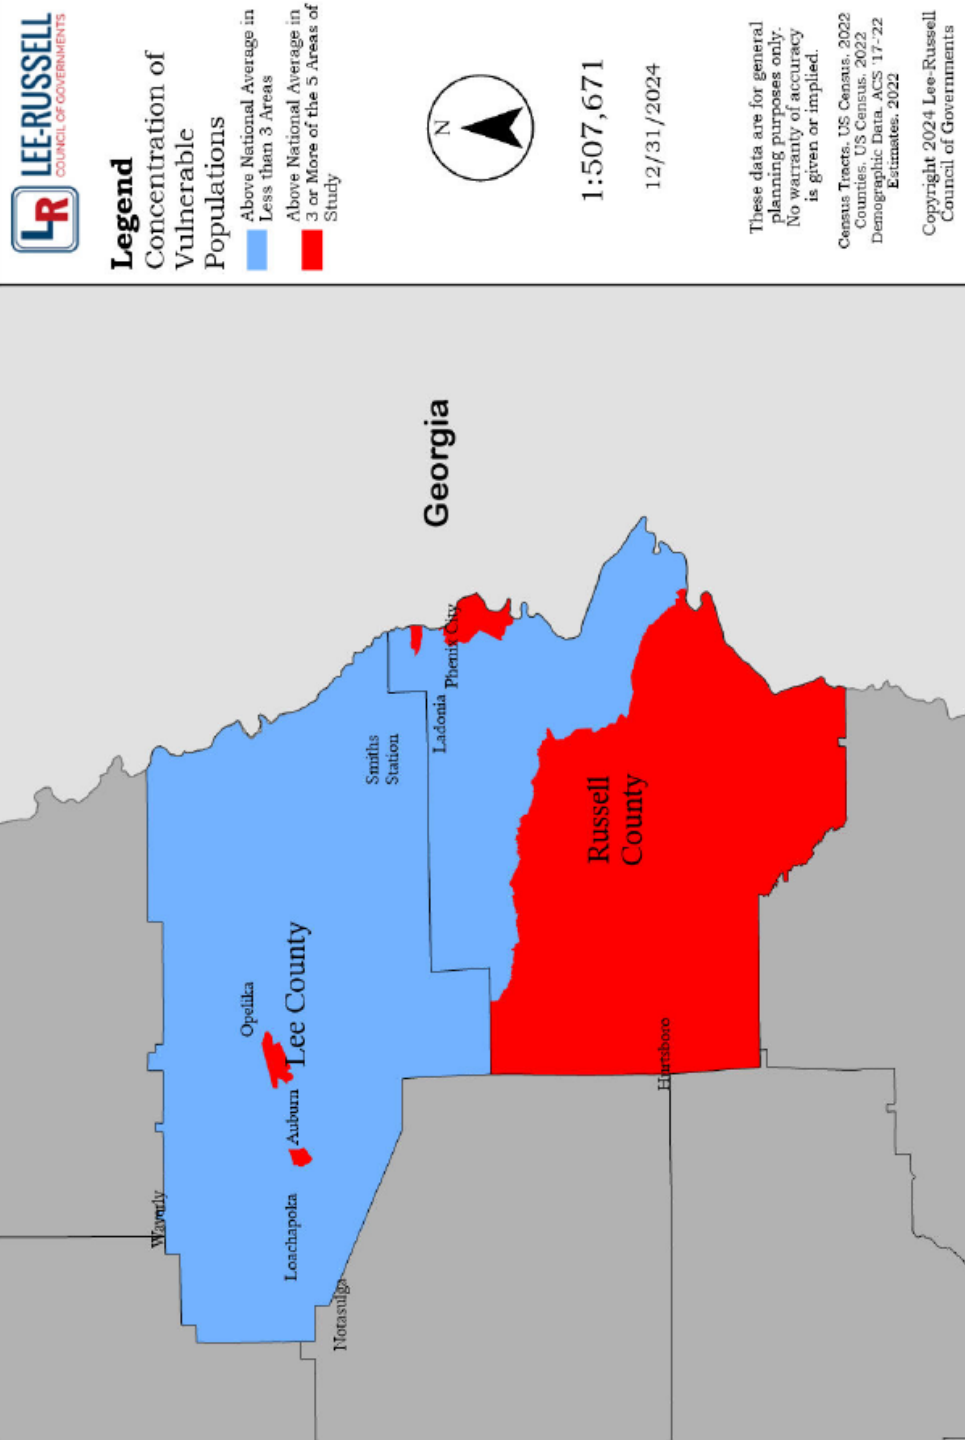 LR LEE-RUSSELL
COUNCIL OF GOVERNMENTS
Legend
Concentration of
Vulnerable
Populations
Above National Average in
Less than 3 Areas
Above National Average in
3 or More of the 5 Areas of
Study
N
1:507,671
12/31/2024
These data are for general
planning purposes only.
No warranty of accuracy
is given or implied.
Census Tracts, US Census, 2022
Counties, US Census, 2022
Demographic Data, ACS '17-'22
Estimates, 2022
Copyright 2024 Lee-Russell
Council of Governments
Waverly
Opelika
Lee County
Auburn
Loachapoka
Notasulga
Smiths
Station
Ladonia
Phenix City
Georgia
Russell
County
Hurtsboro